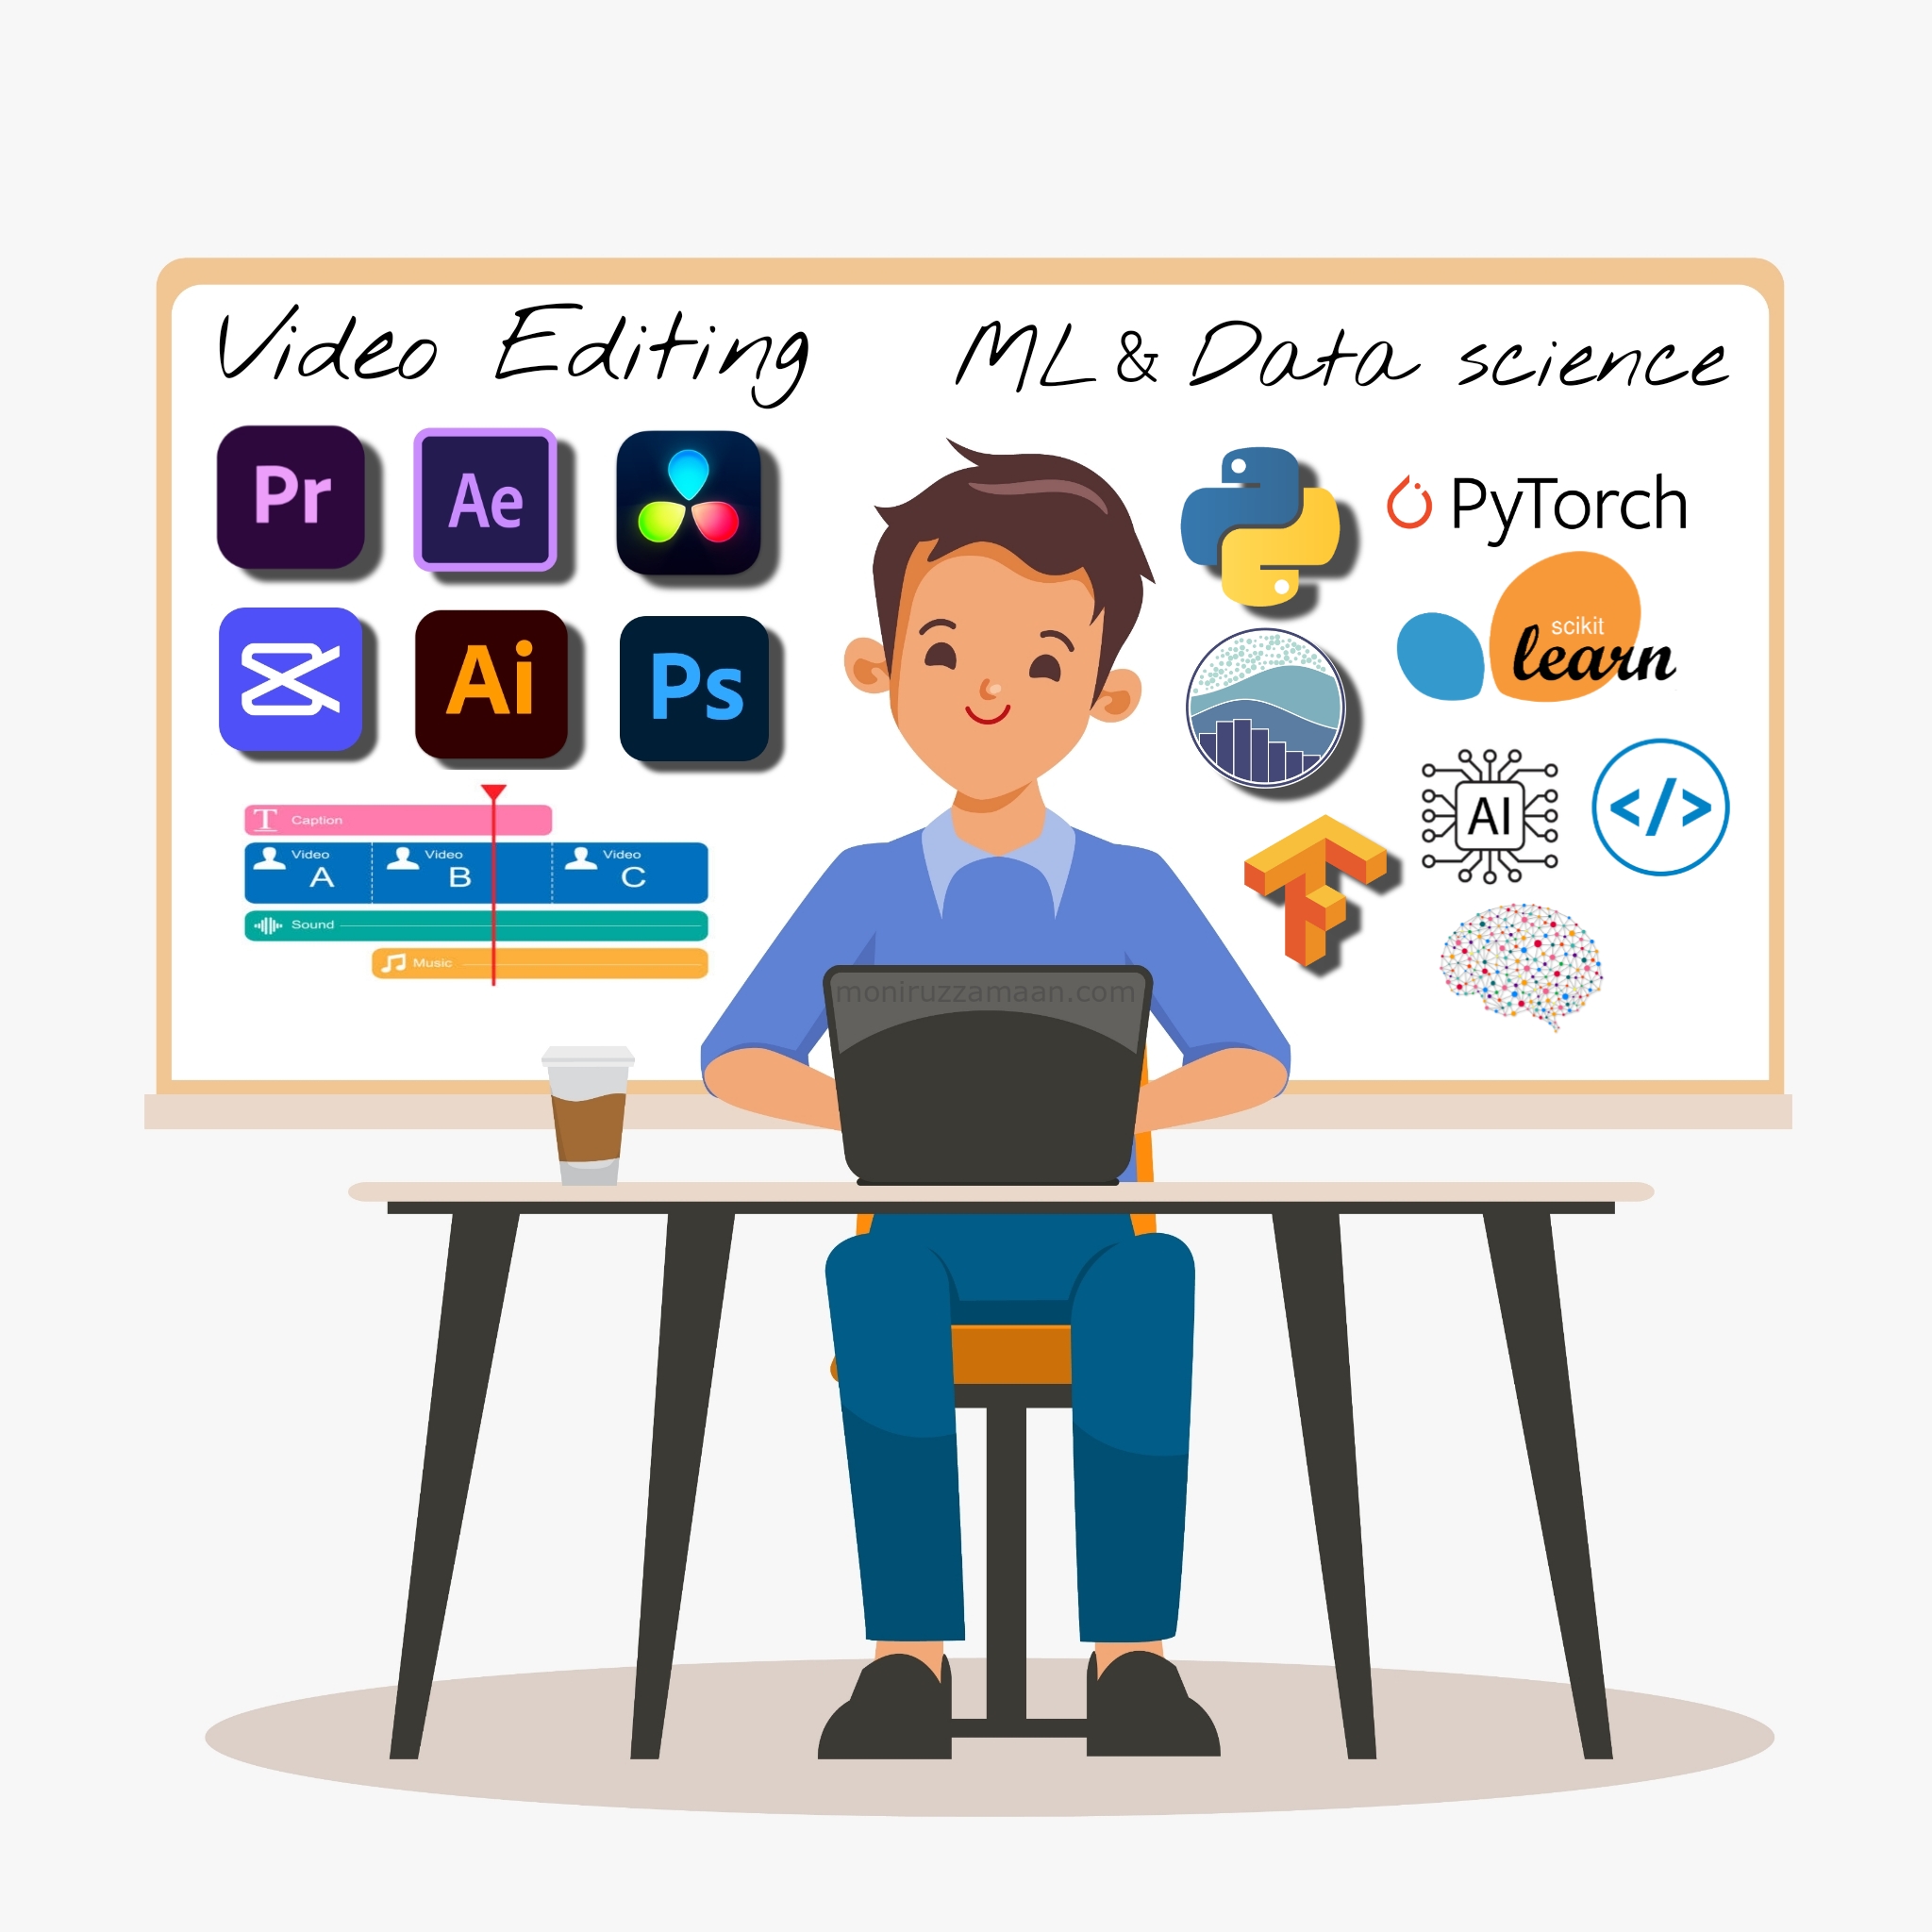 Video Editing
ML & Data science
Pr
Ae
Ai
Ps
T Caption
Video A
Video B
Video C
Sound
Music
PyTorch
scikit
learn
AI
</>
moniruzzamaan.com